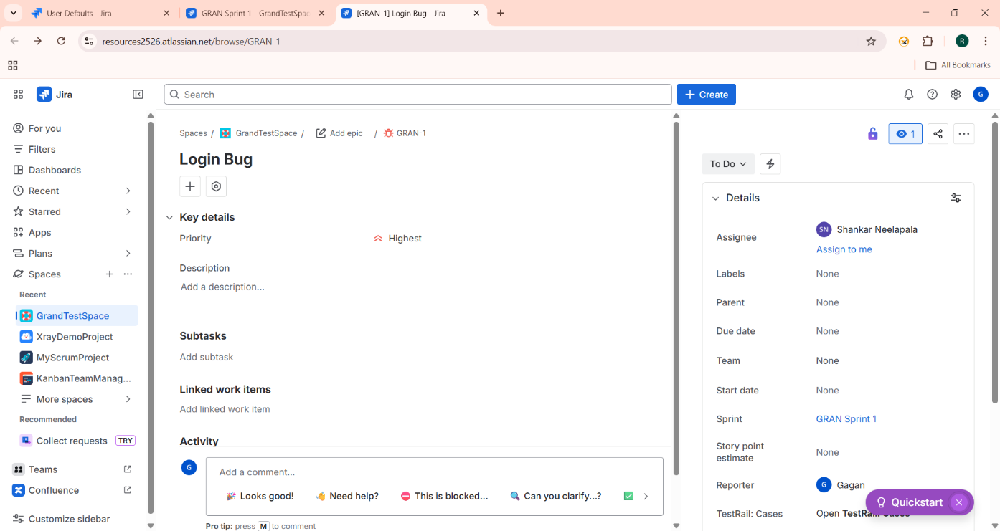 User Defaults - Jira
GRAN Sprint 1 - GrandTestSpac
[GRAN-1] Login Bug - Jira
resources2526.atlassian.net/browse/GRAN-1
R
All Bookmarks
Jira
Search
Create
G
For you
Filters
Dashboards
Recent
Starred
Apps
Plans
Spaces
Recent
GrandTestSpace
XrayDemoProject
MyScrumProject
KanbanTeamManag...
More spaces
Recommended
Collect requests TRY
Teams
Confluence
Customize sidebar
Spaces / GrandTestSpace / Add epic / GRAN-1
Login Bug
Key details
Priority Highest
Description
Add a description...
Subtasks
Add subtask
Linked work items
Add linked work item
Activity
G
Add a comment...
Looks good! Need help? This is blocked... Can you clarify...?
Pro tip: press M to comment
1
To Do
Details
Assignee SN Shankar Neelapala
Assign to me
Labels None
Parent None
Due date None
Team None
Start date None
Sprint GRAN Sprint 1
Story point
estimate None
Reporter G Gagan
Quickstart
TestRail: Cases Open TestRail: Cases